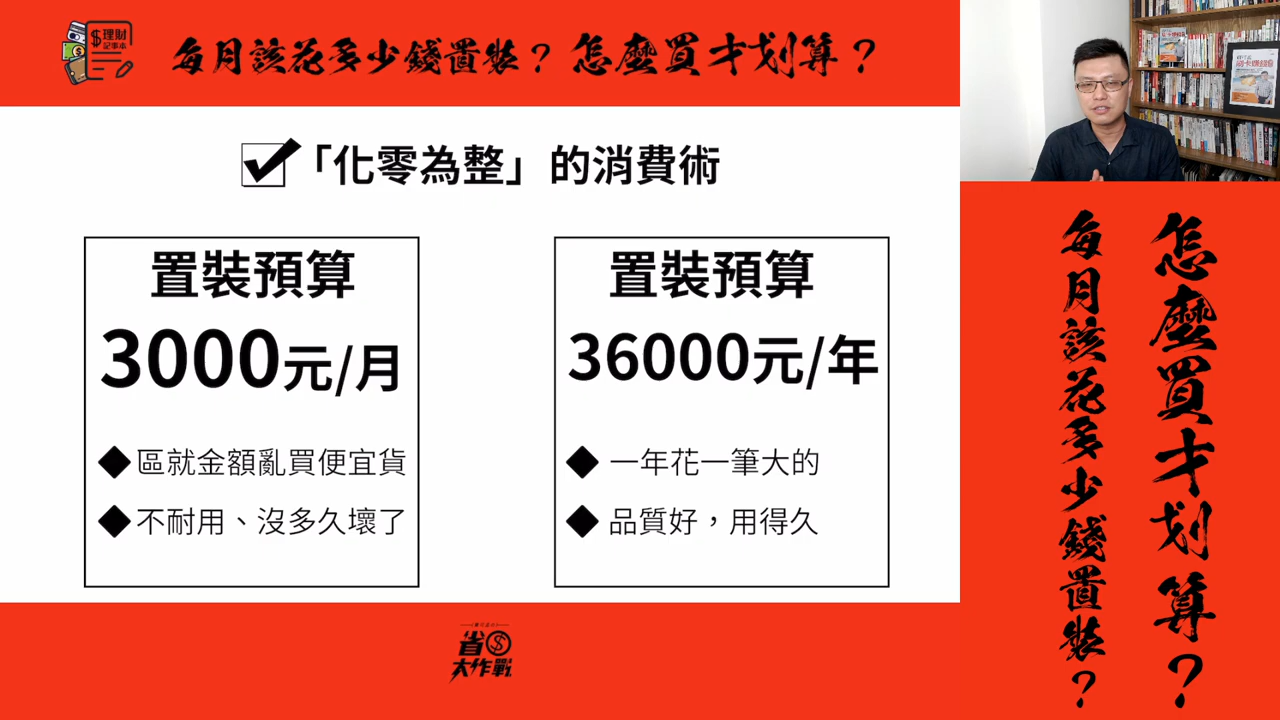 理財
記事本
每月該花多少錢置裝？怎麼買才划算？
「化零為整」的消費術
置裝預算
3000元/月
◆區就金額亂買便宜貨
◆不耐用、沒多久壞了
置裝預算
36000元/年
◆一年花一筆大的
◆品質好，用得久
省$
大作戰
怎麼買才划算？
每月該花多少錢置裝？